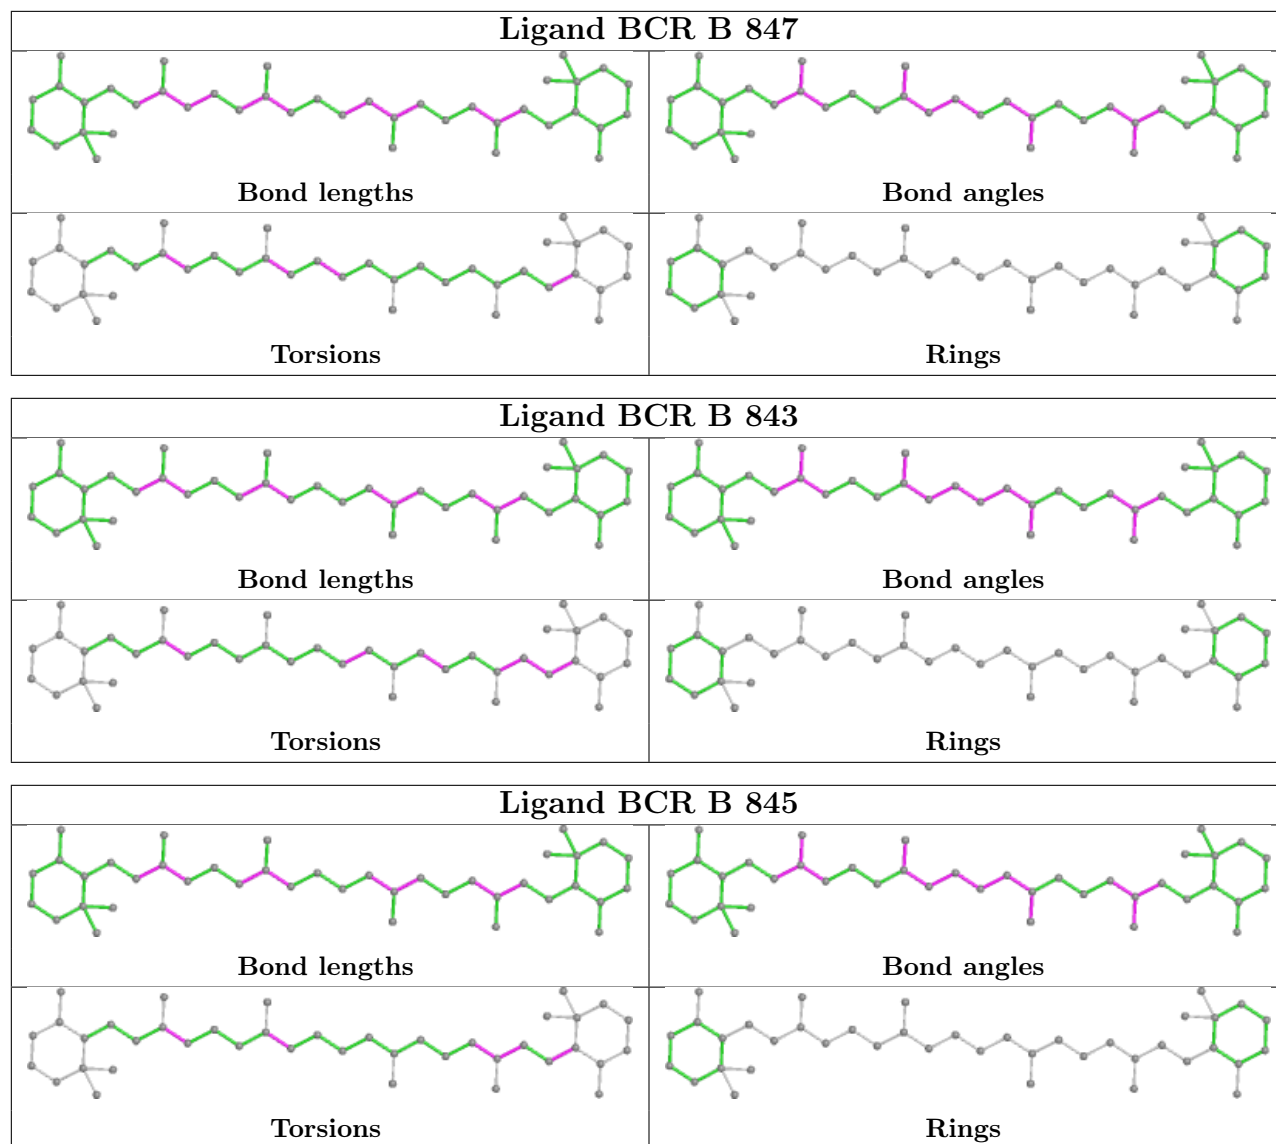 Ligand BCR B 847
Bond lengths
Bond angles
Torsions
Rings
Ligand BCR B 843
Bond lengths
Bond angles
Torsions
Rings
Ligand BCR B 845
Bond lengths
Bond angles
Torsions
Rings